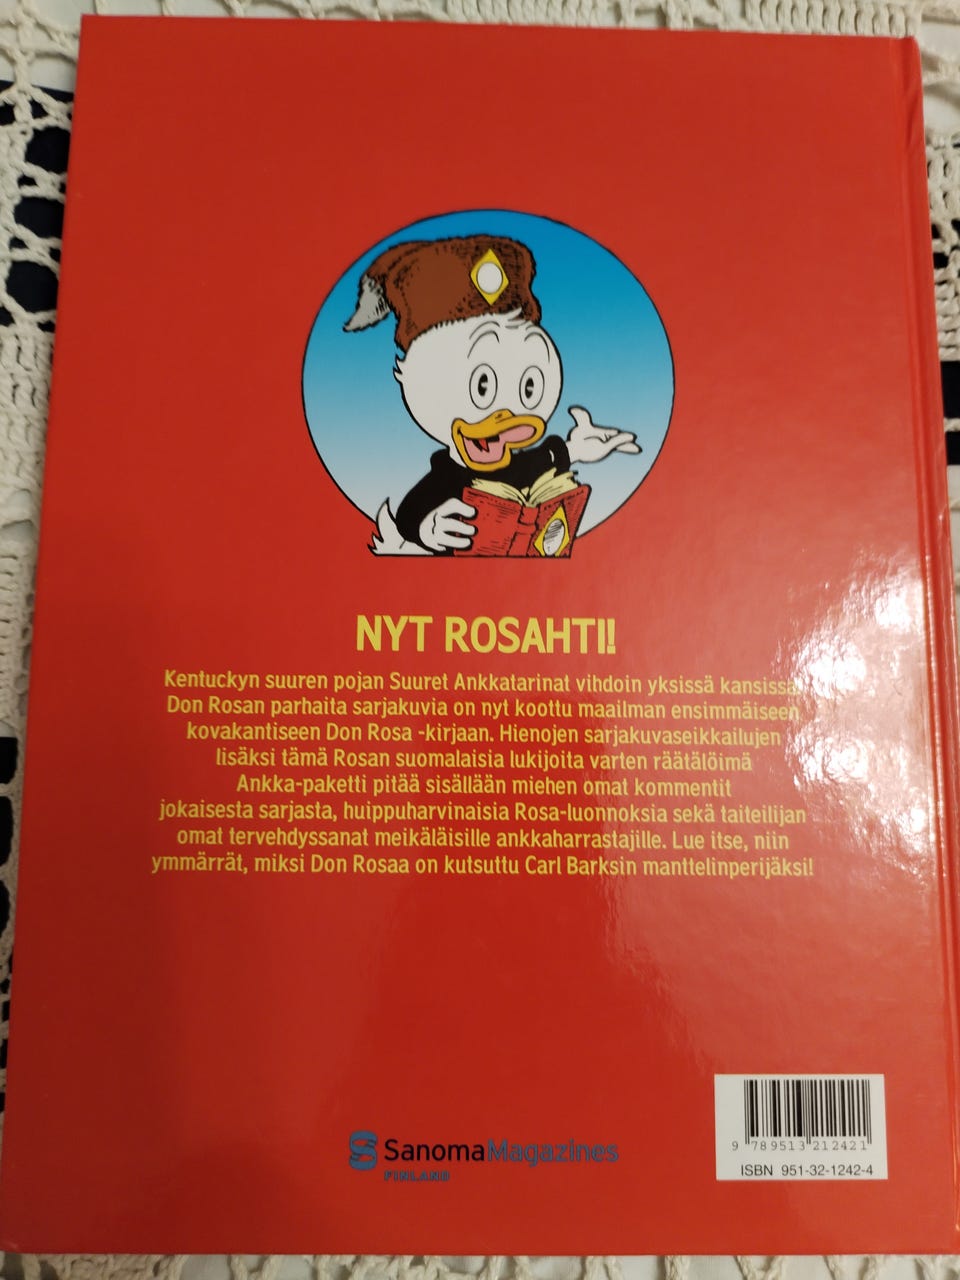 NYT ROSAHTI!
Kentuckyn suuren pojan Suuret Ankkatarinat vihdoin yksissä kansissa.
Don Rosan parhaita sarjakuvia on nyt koottu maailman ensimmäiseen
kovakantiseen Don Rosa -kirjaan. Hienojen sarjakuvaseikkailujen
lisäksi tämä Rosan suomalaisia lukijoita varten räätälöimä
Ankka-paketti pitää sisällään miehen omat kommentit
jokaisesta sarjasta, huippuharvinaisia Rosa-luonnoksia sekä taiteilijan
omat tervehdyssanat meikäläisille ankkaharrastajille. Lue itse, niin
ymmärrät, miksi Don Rosaa on kutsuttu Carl Barksin manttelinperijäksi!
SanomaMagazines
FINLAND
9 789513 212421
ISBN 951-32-1242-4